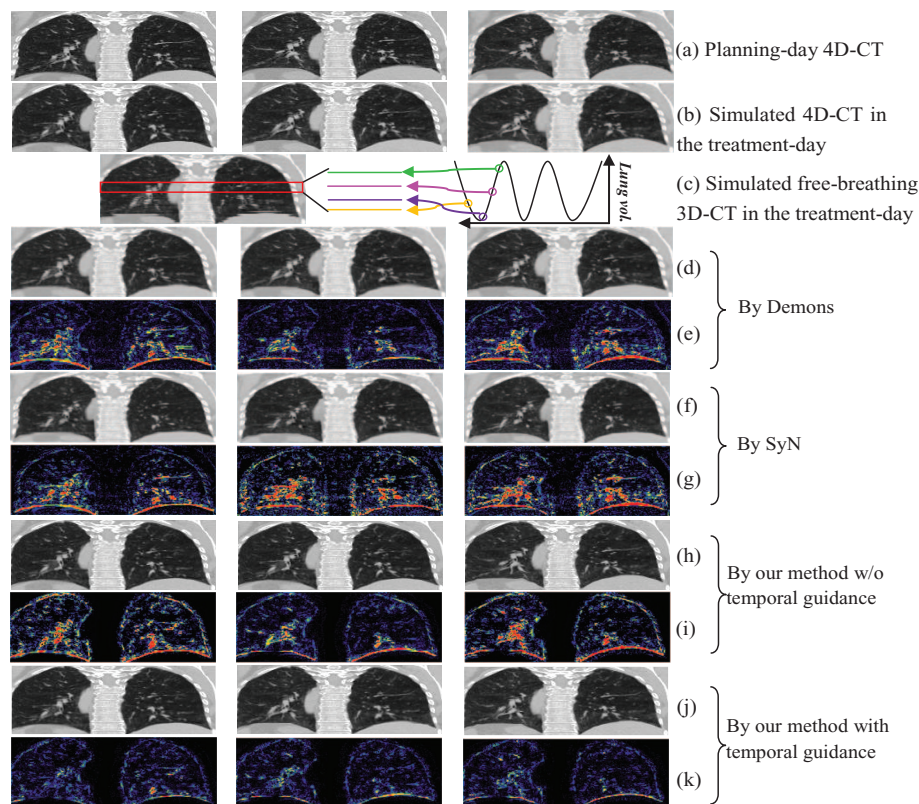 (a) Planning-day 4D-CT
(b) Simulated 4D-CT in
the treatment-day
Lung vol.
(c) Simulated free-breathing
3D-CT in the treatment-day
(d)
(e)
By Demons
(f)
(g)
By SyN
(h)
(i)
By our method w/o
temporal guidance
(j)
(k)
By our method with
temporal guidance